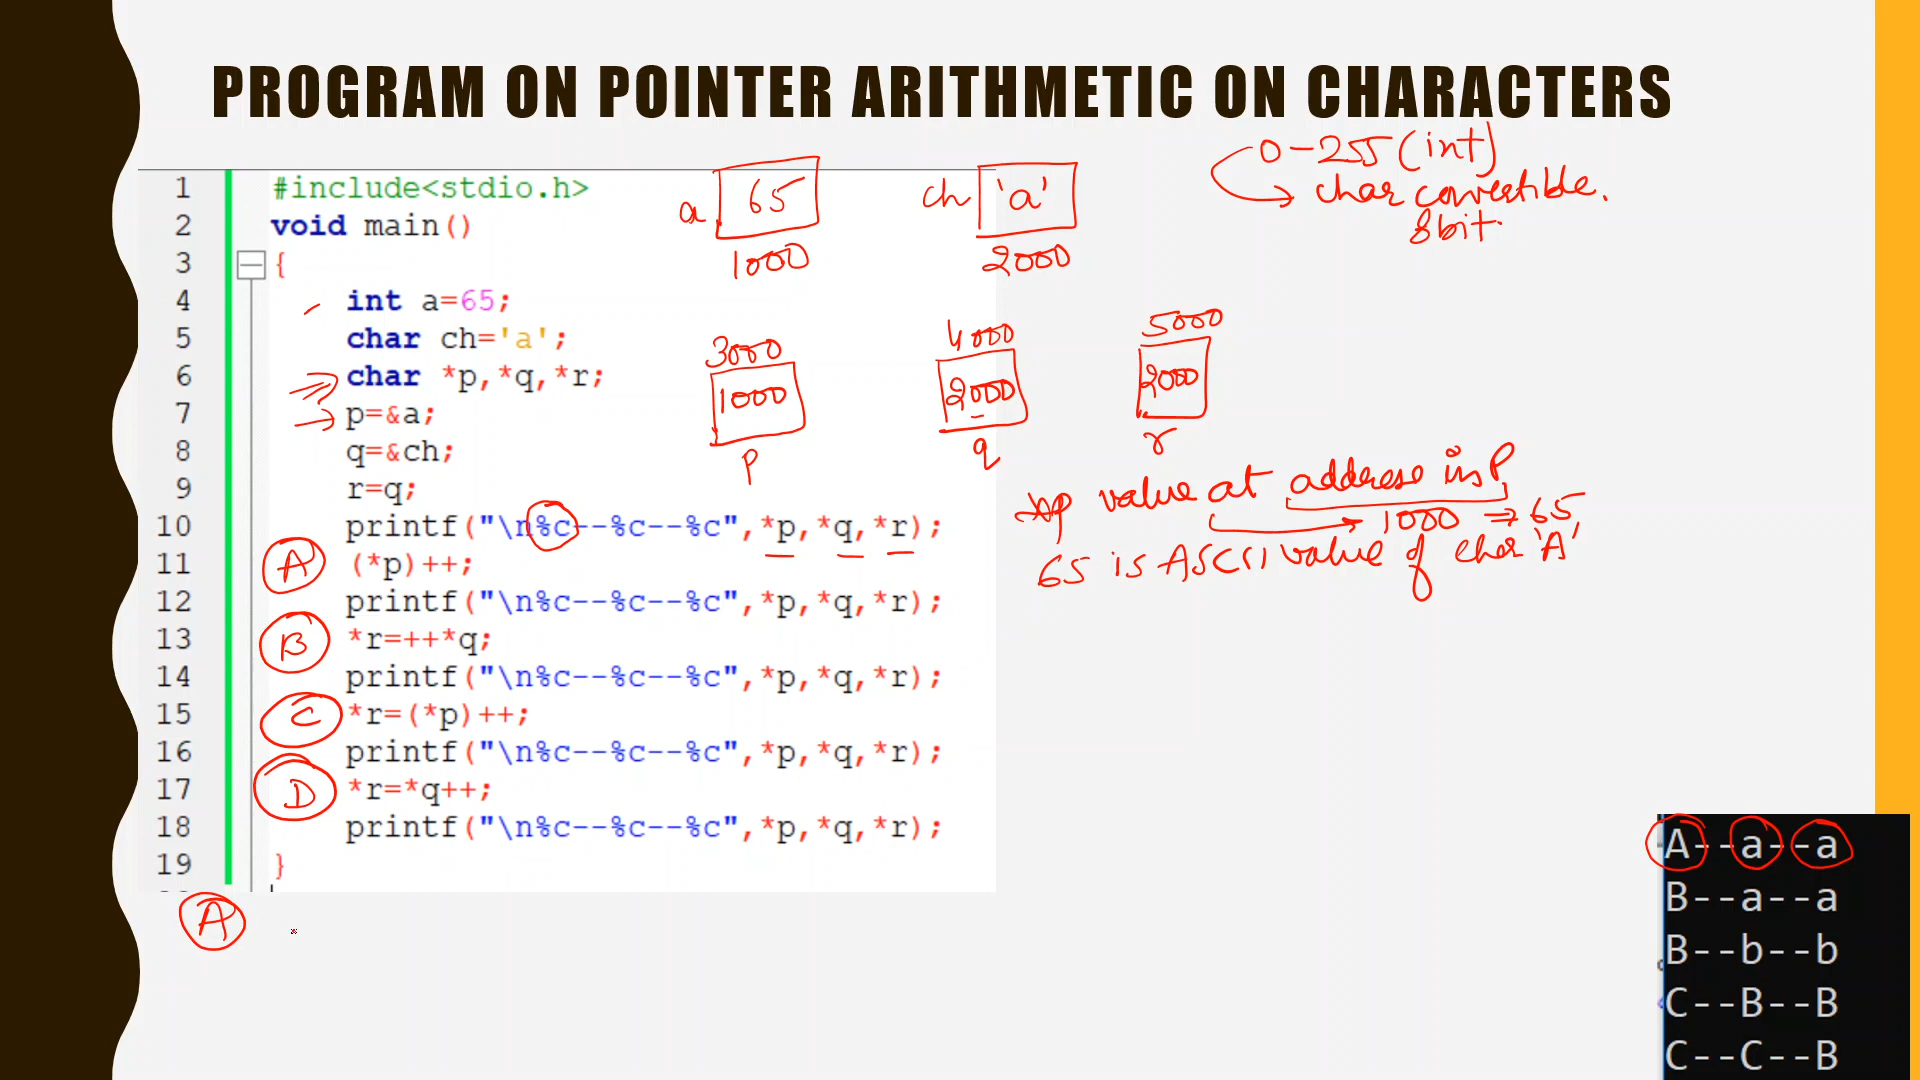 PROGRAM ON POINTER ARITHMETIC ON CHARACTERS
0-255 (int)
char convertible.
8bit.
a 65
1000
ch 'a'
2000
3000
1000
p
4000
2000
q
5000
2000
r
1 #include<stdio.h>
2 void main()
3 {
4 int a=65;
5 char ch='a';
6 char *p,*q,*r;
7 p=&a;
8 q=&ch;
9 r=q;
10 printf("\n%c--%c--%c",*p,*q,*r);
A
11 (*p)++;
12 printf("\n%c--%c--%c",*p,*q,*r);
B
13 *r=++*q;
14 printf("\n%c--%c--%c",*p,*q,*r);
C
15 *r=(*p)++;
16 printf("\n%c--%c--%c",*p,*q,*r);
D
17 *r=*q++;
18 printf("\n%c--%c--%c",*p,*q,*r);
19 }
*p value at address in P
1000 ⇒ 65,
65 is ASCII value of char 'A'
A
A--a--a
B--a--a
B--b--b
C--B--B
C--C--B